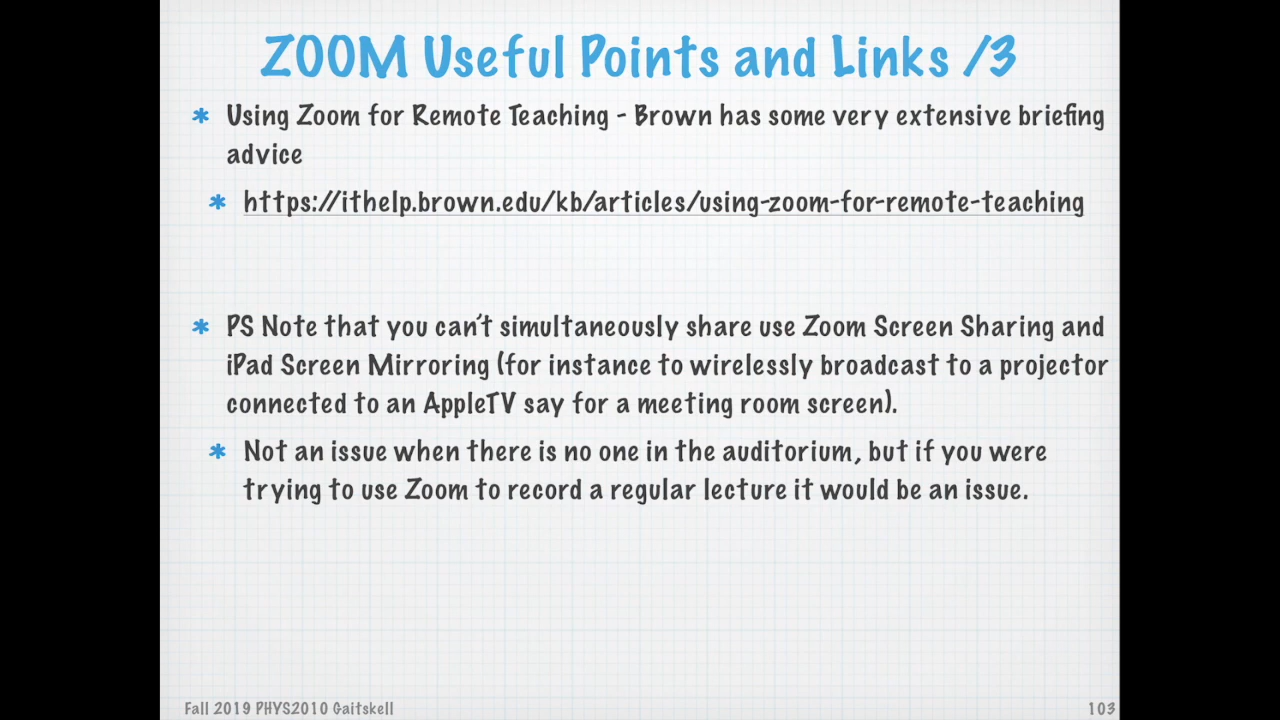 ZOOM Useful Points and Links /3
* Using Zoom for Remote Teaching - Brown has some very extensive briefing
advice
* https://ithelp.brown.edu/kb/articles/using-zoom-for-remote-teaching
* PS Note that you can't simultaneously share use Zoom Screen Sharing and
iPad Screen Mirroring (for instance to wirelessly broadcast to a projector
connected to an AppleTV say for a meeting room screen).
* Not an issue when there is no one in the auditorium, but if you were
trying to use Zoom to record a regular lecture it would be an issue.
Fall 2019 PHYS2010 Gaitskell
103